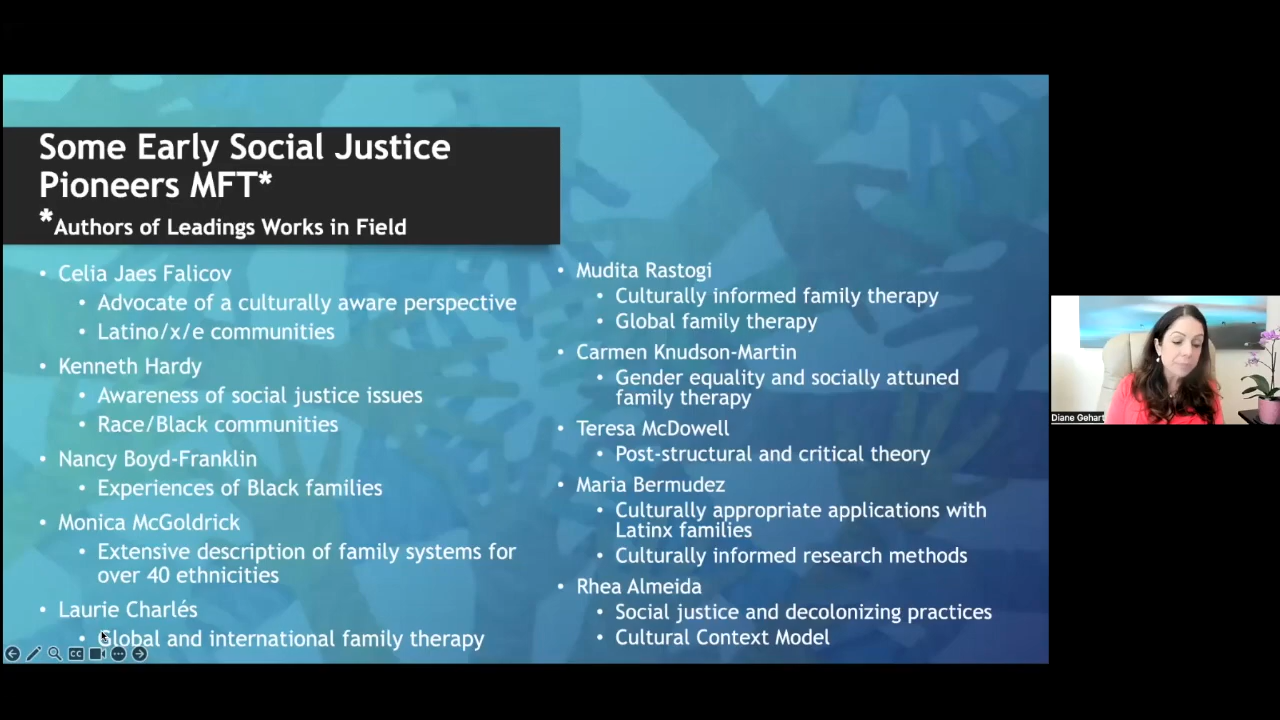 Some Early Social Justice
Pioneers MFT*
*Authors of Leadings Works in Field
• Celia Jaes Falicov
• Advocate of a culturally aware perspective
• Latino/x/e communities
• Kenneth Hardy
• Awareness of social justice issues
• Race/Black communities
• Nancy Boyd-Franklin
• Experiences of Black families
• Monica McGoldrick
• Extensive description of family systems for
over 40 ethnicities
• Laurie Charlés
• Global and international family therapy
• Mudita Rastogi
• Culturally informed family therapy
• Global family therapy
• Carmen Knudson-Martin
• Gender equality and socially attuned
family therapy
• Teresa McDowell
• Post-structural and critical theory
• Maria Bermudez
• Culturally appropriate applications with
Latinx families
• Culturally informed research methods
• Rhea Almeida
• Social justice and decolonizing practices
• Cultural Context Model
CC
Diane Gehart